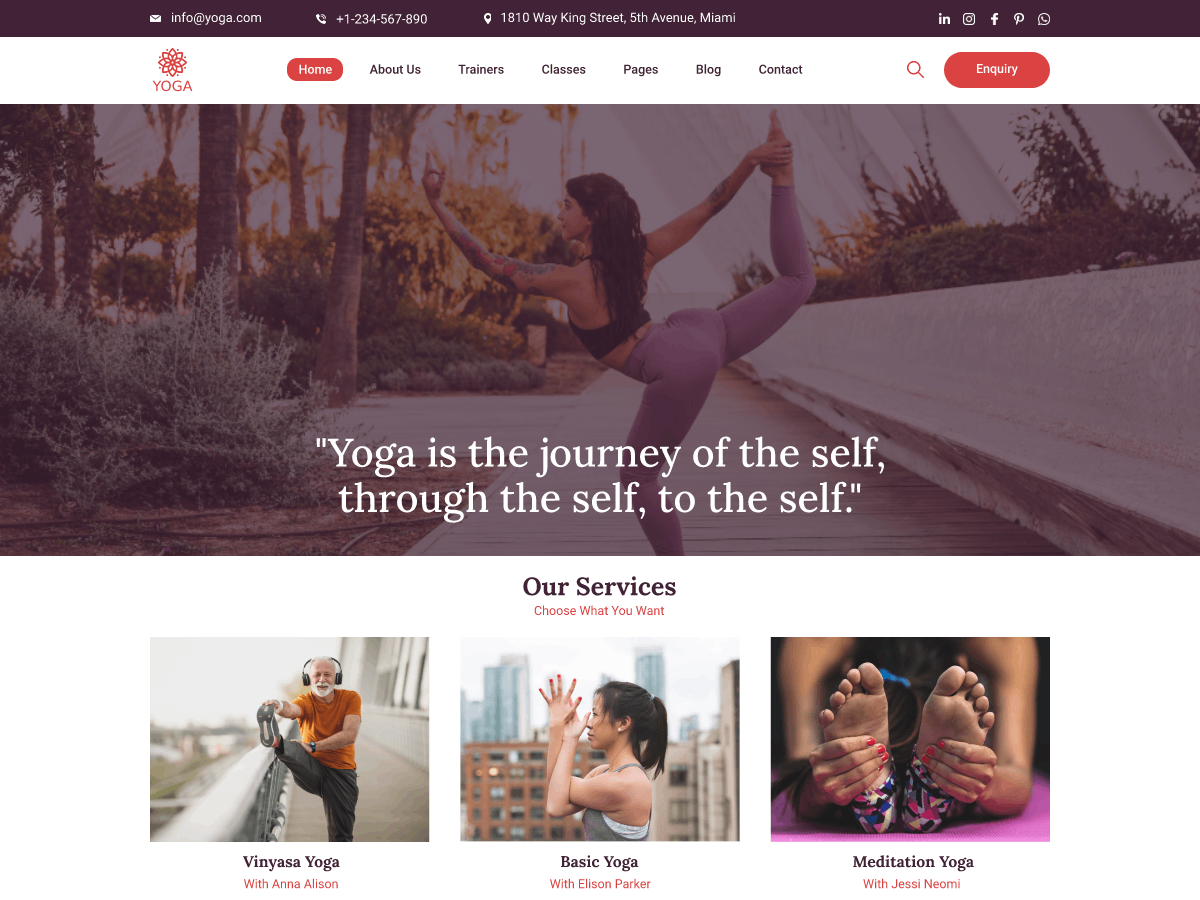 info@yoga.com
+1-234-567-890
1810 Way King Street, 5th Avenue, Miami
YOGA
Home
About Us
Trainers
Classes
Pages
Blog
Contact
Enquiry
"Yoga is the journey of the self,
through the self, to the self."
Our Services
Choose What You Want
Vinyasa Yoga
With Anna Alison
Basic Yoga
With Elison Parker
Meditation Yoga
With Jessi Neomi